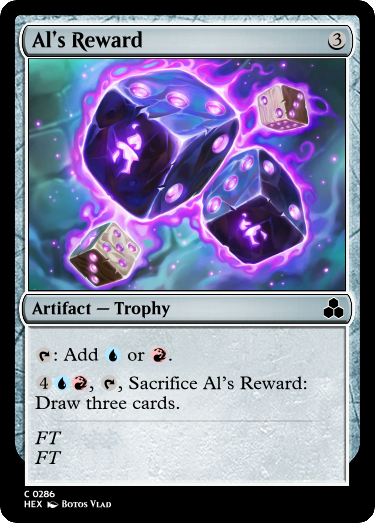 Al's Reward 3
Artifact — Trophy
: Add or .
4 , , Sacrifice Al's Reward:
Draw three cards.
FT
FT
C 0286
HEX Botos Vlad